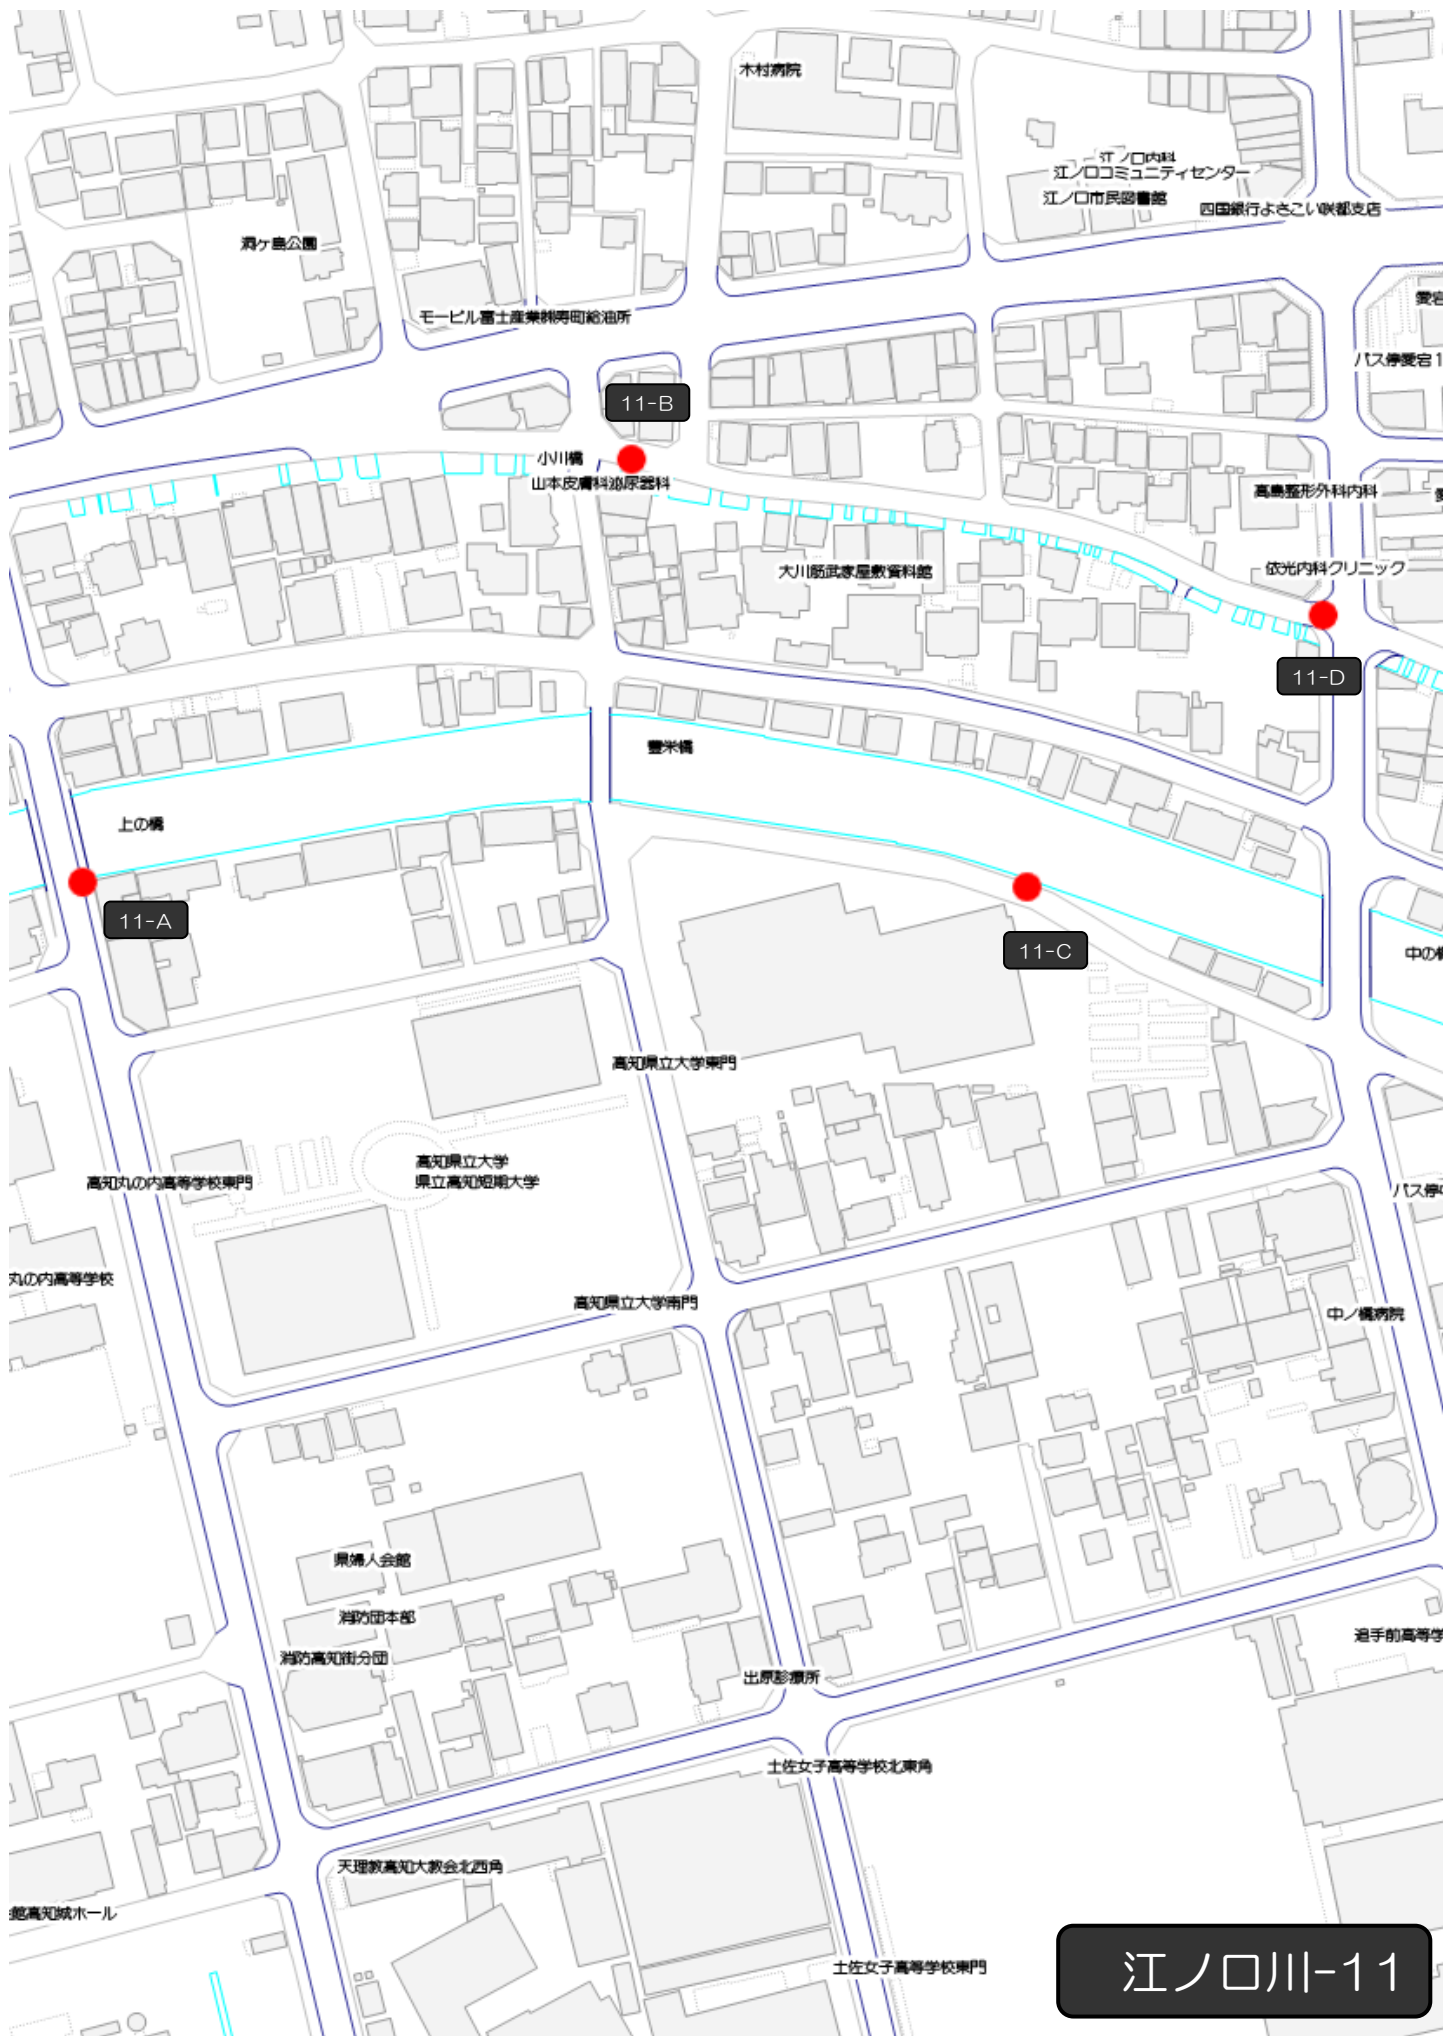 木村病院
江ノ口内科
江ノ口コミュニティセンター
江ノ口市民図書館
四国銀行よさこい咲都支店
洞ヶ島公園
モービル富士産業㈱寿町給油所
愛宕
バス停愛宕1
11-B
小川橋
山本皮膚科泌尿器科
高島整形外科内科
愛
大川筋武家屋敷資料館
依光内科クリニック
11-D
豊栄橋
上の橋
11-A
11-C
中の橋
高知県立大学東門
高知県立大学
県立高知短期大学
高知丸の内高等学校東門
バス停中
丸の内高等学校
高知県立大学南門
中ノ橋病院
県婦人会館
消防団本部
消防高知街分団
追手前高等学
出原診療所
土佐女子高等学校北東角
天理教高知大教会北西角
館高知城ホール
土佐女子高等学校東門
江ノ口川-11